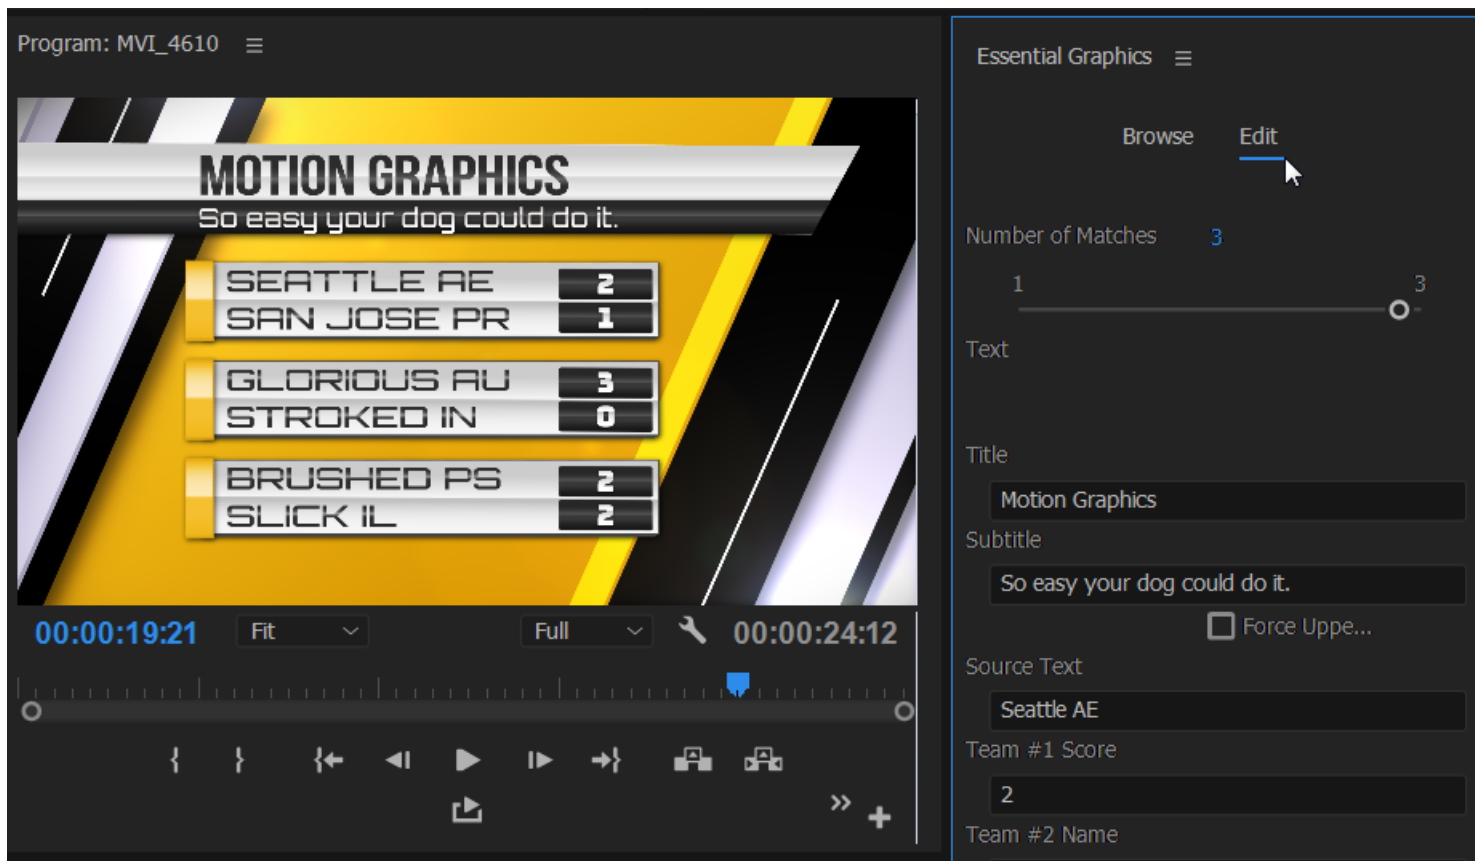 Program: MVI_4610
MOTION GRAPHICS
So easy your dog could do it.
SEATTLE AE 2
SAN JOSE PR 1
GLORIOUS AU 3
STROKED IN 0
BRUSHED PS 2
SLICK IL 2
00:00:19:21 Fit Full 00:00:24:12
Essential Graphics
Browse Edit
Number of Matches 3
1 3
Text
Title
Motion Graphics
Subtitle
So easy your dog could do it.
Force Uppe...
Source Text
Seattle AE
Team #1 Score
2
Team #2 Name